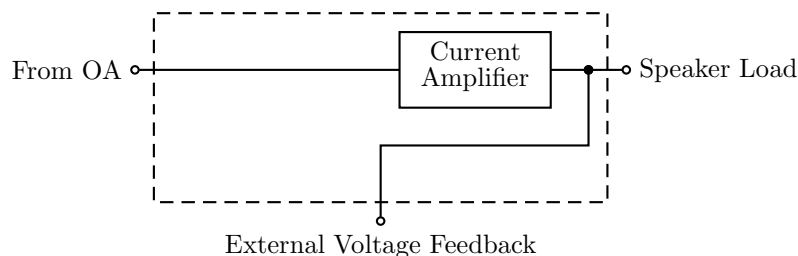 Current
Amplifier
From OA
Speaker Load
External Voltage Feedback